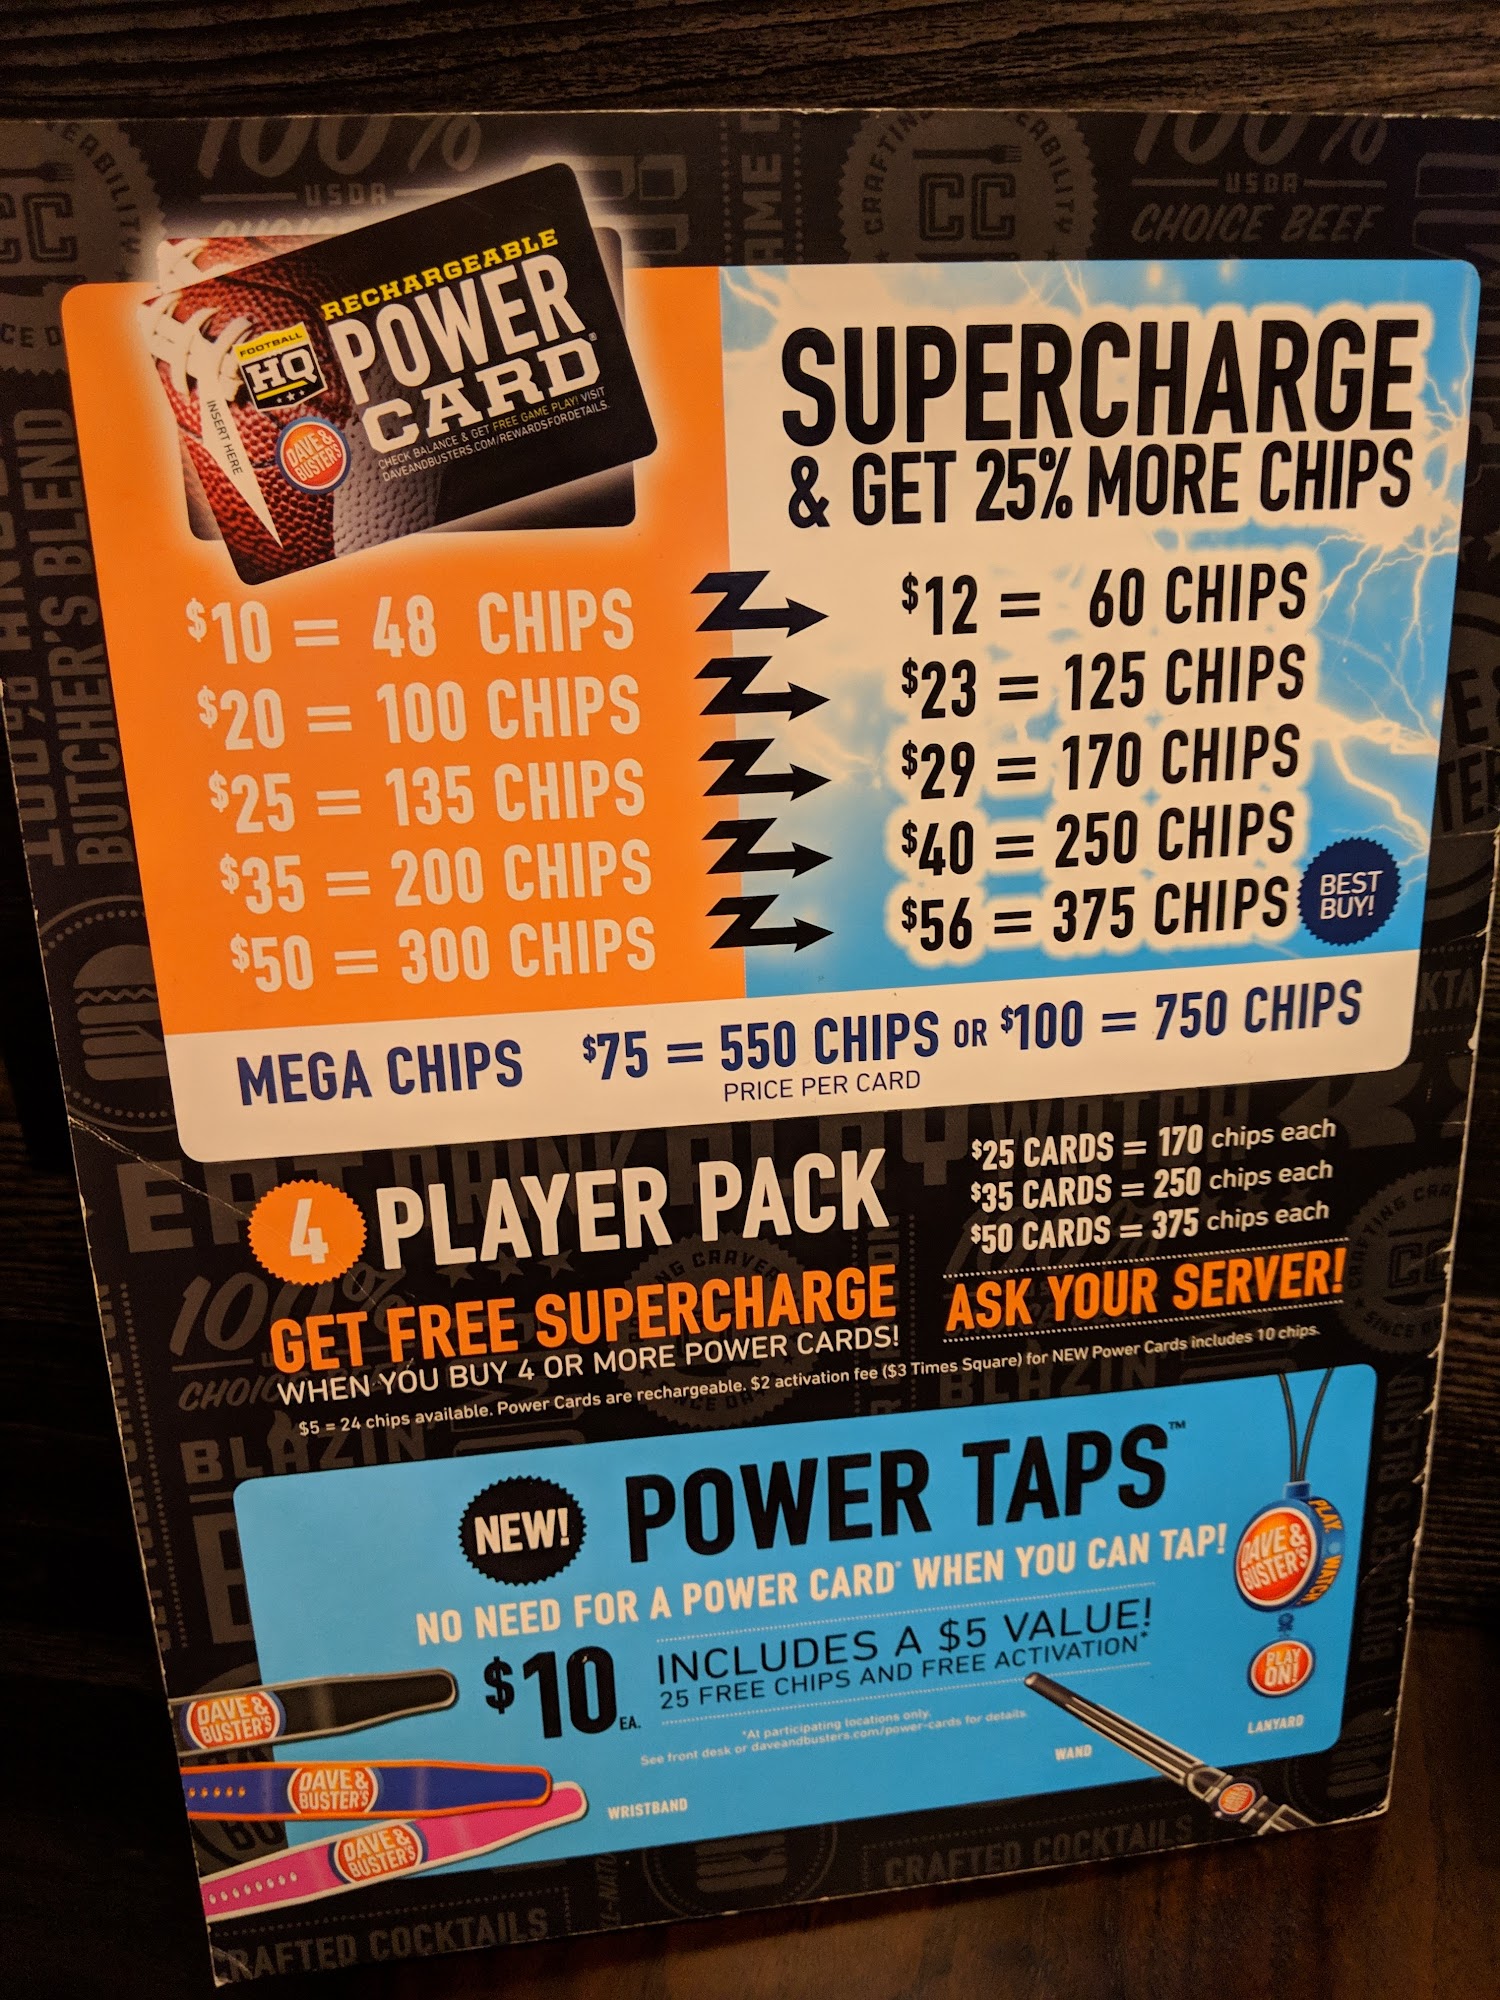 100%
USDA
CHOICE BEEF
CC
RECHARGEABLE
POWER
CARD®
FOOTBALL
HQ
DAVE &
BUSTER'S
INSERT HERE
CHECK BALANCE & GET FREE GAME PLAY! VISIT
DAVEANDBUSTERS.COM/REWARDSFORDETAILS.
SUPERCHARGE
& GET 25% MORE CHIPS
$10 = 48 CHIPS
$12 = 60 CHIPS
$20 = 100 CHIPS
$23 = 125 CHIPS
$25 = 135 CHIPS
$29 = 170 CHIPS
$35 = 200 CHIPS
$40 = 250 CHIPS
$50 = 300 CHIPS
$56 = 375 CHIPS
BEST
BUY!
MEGA CHIPS $75 = 550 CHIPS OR $100 = 750 CHIPS
PRICE PER CARD
4 PLAYER PACK
GET FREE SUPERCHARGE
WHEN YOU BUY 4 OR MORE POWER CARDS!
$25 CARDS = 170 chips each
$35 CARDS = 250 chips each
$50 CARDS = 375 chips each
ASK YOUR SERVER!
$5 = 24 chips available. Power Cards are rechargeable. $2 activation fee ($3 Times Square) for NEW Power Cards includes 10 chips.
NEW!
POWER TAPS™
NO NEED FOR A POWER CARD® WHEN YOU CAN TAP!
$10 EA.
INCLUDES A $5 VALUE!
25 FREE CHIPS AND FREE ACTIVATION*
*At participating locations only.
See front desk or daveandbusters.com/power-cards for details.
DAVE &
BUSTER'S
DAVE &
BUSTER'S
DAVE &
BUSTER'S
WRISTBAND
WAND
DAVE &
BUSTER'S
PLAY WATCH
PLAY
ON!
LANYARD
BUTCHER'S BLEND
CRAFTED COCKTAILS
RAFTED COCKTAILS